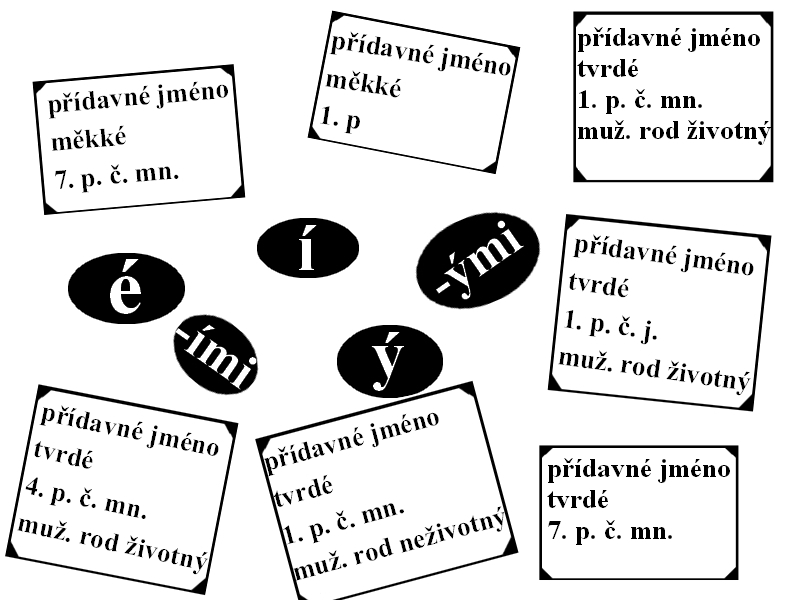 přídavné jméno
měkké
7. p. č. mn.
přídavné jméno
měkké
1. p
přídavné jméno
tvrdé
1. p. č. mn.
muž. rod životný
é
í
-ými
-ími
ý
přídavné jméno
tvrdé
1. p. č. j.
muž. rod životný
přídavné jméno
tvrdé
4. p. č. mn.
muž. rod životný
přídavné jméno
tvrdé
1. p. č. mn.
muž. rod neživotný
přídavné jméno
tvrdé
7. p. č. mn.